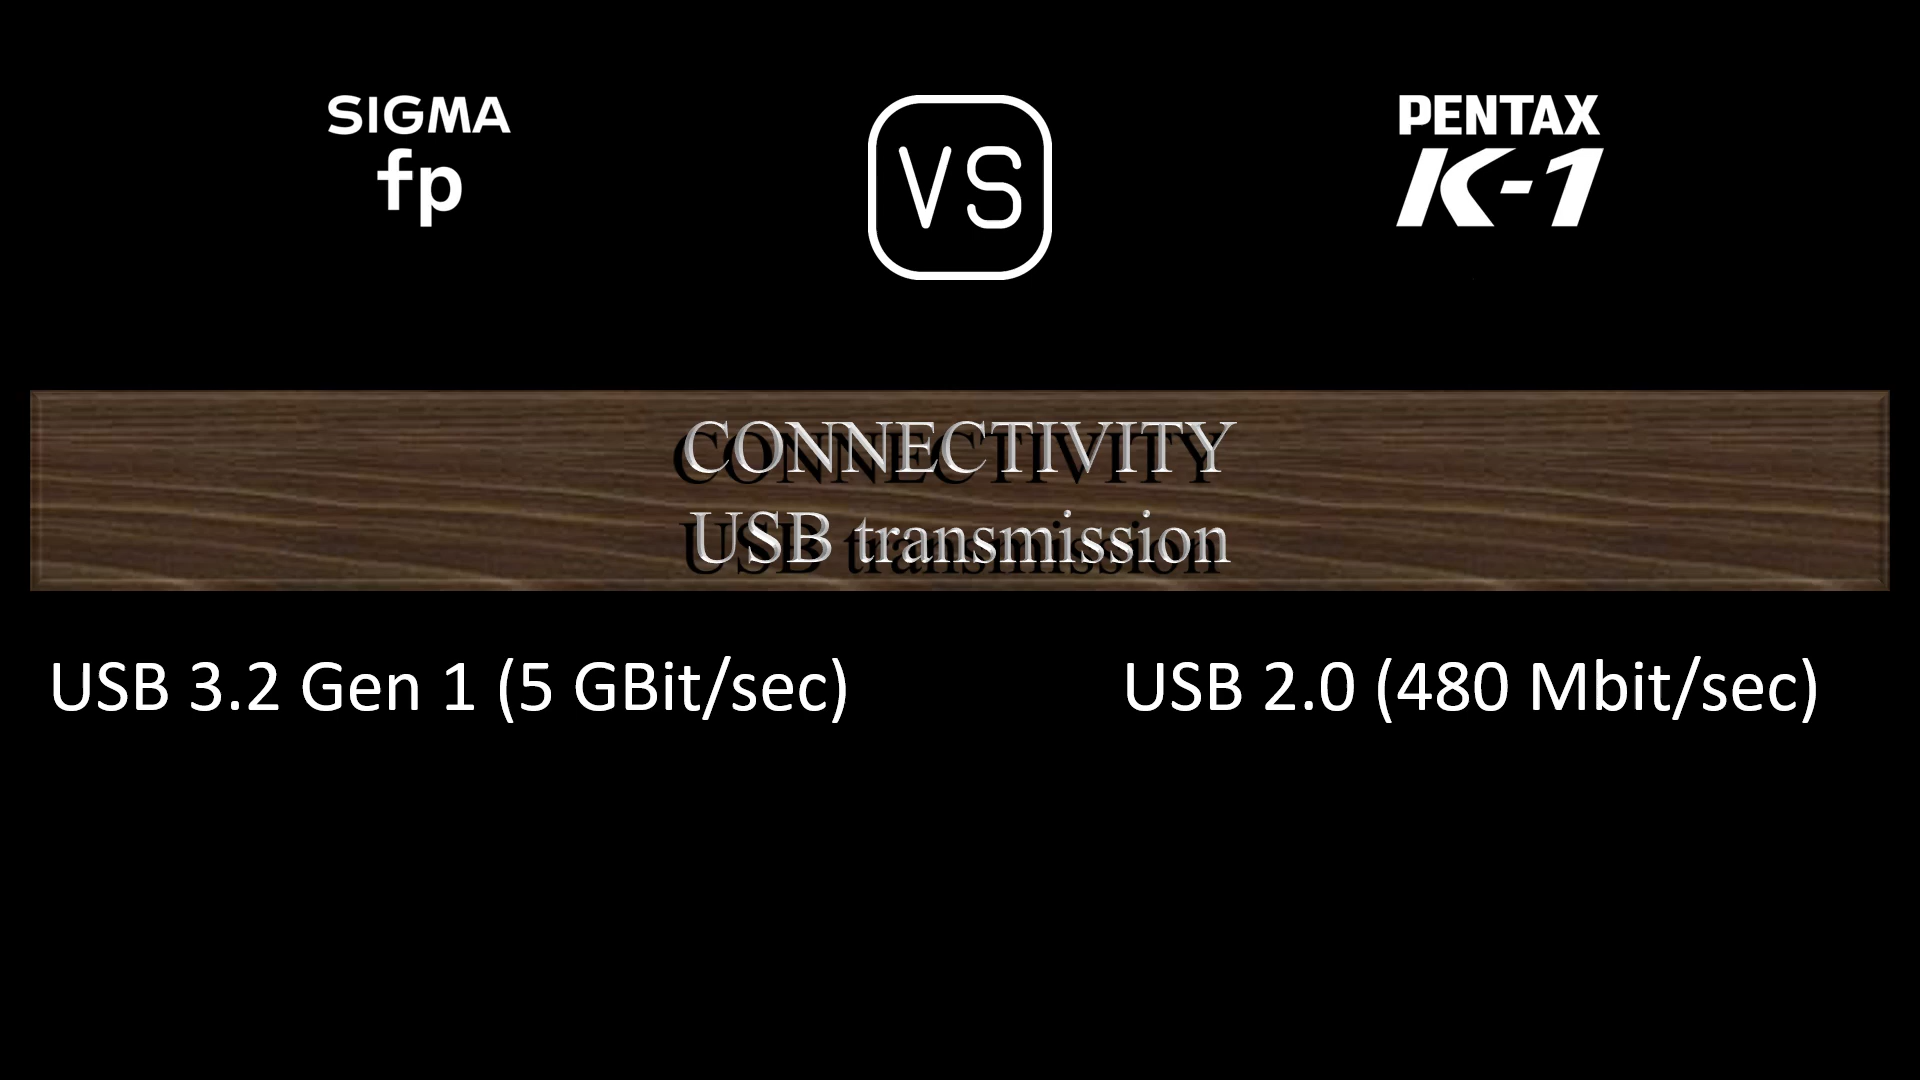 SIGMA
fp
VS
PENTAX
K-1
CONNECTIVITY
USB transmission
USB 3.2 Gen 1 (5 GBit/sec)
USB 2.0 (480 Mbit/sec)